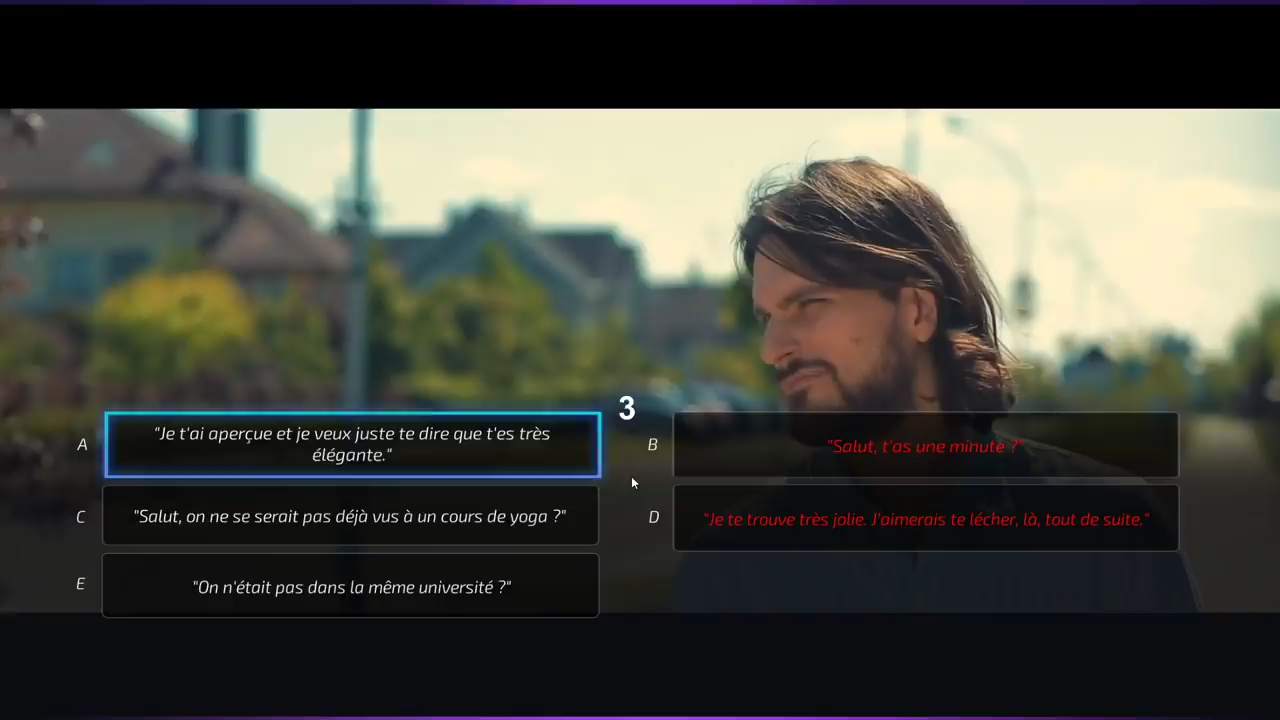 3
A
"Je t'ai aperçue et je veux juste te dire que t'es très
élégante."
B
"Salut, t'as une minute ?"
C
"Salut, on ne se serait pas déjà vus à un cours de yoga ?"
D
"Je te trouve très jolie. J'aimerais te lécher, là, tout de suite."
E
"On n'était pas dans la même université ?"